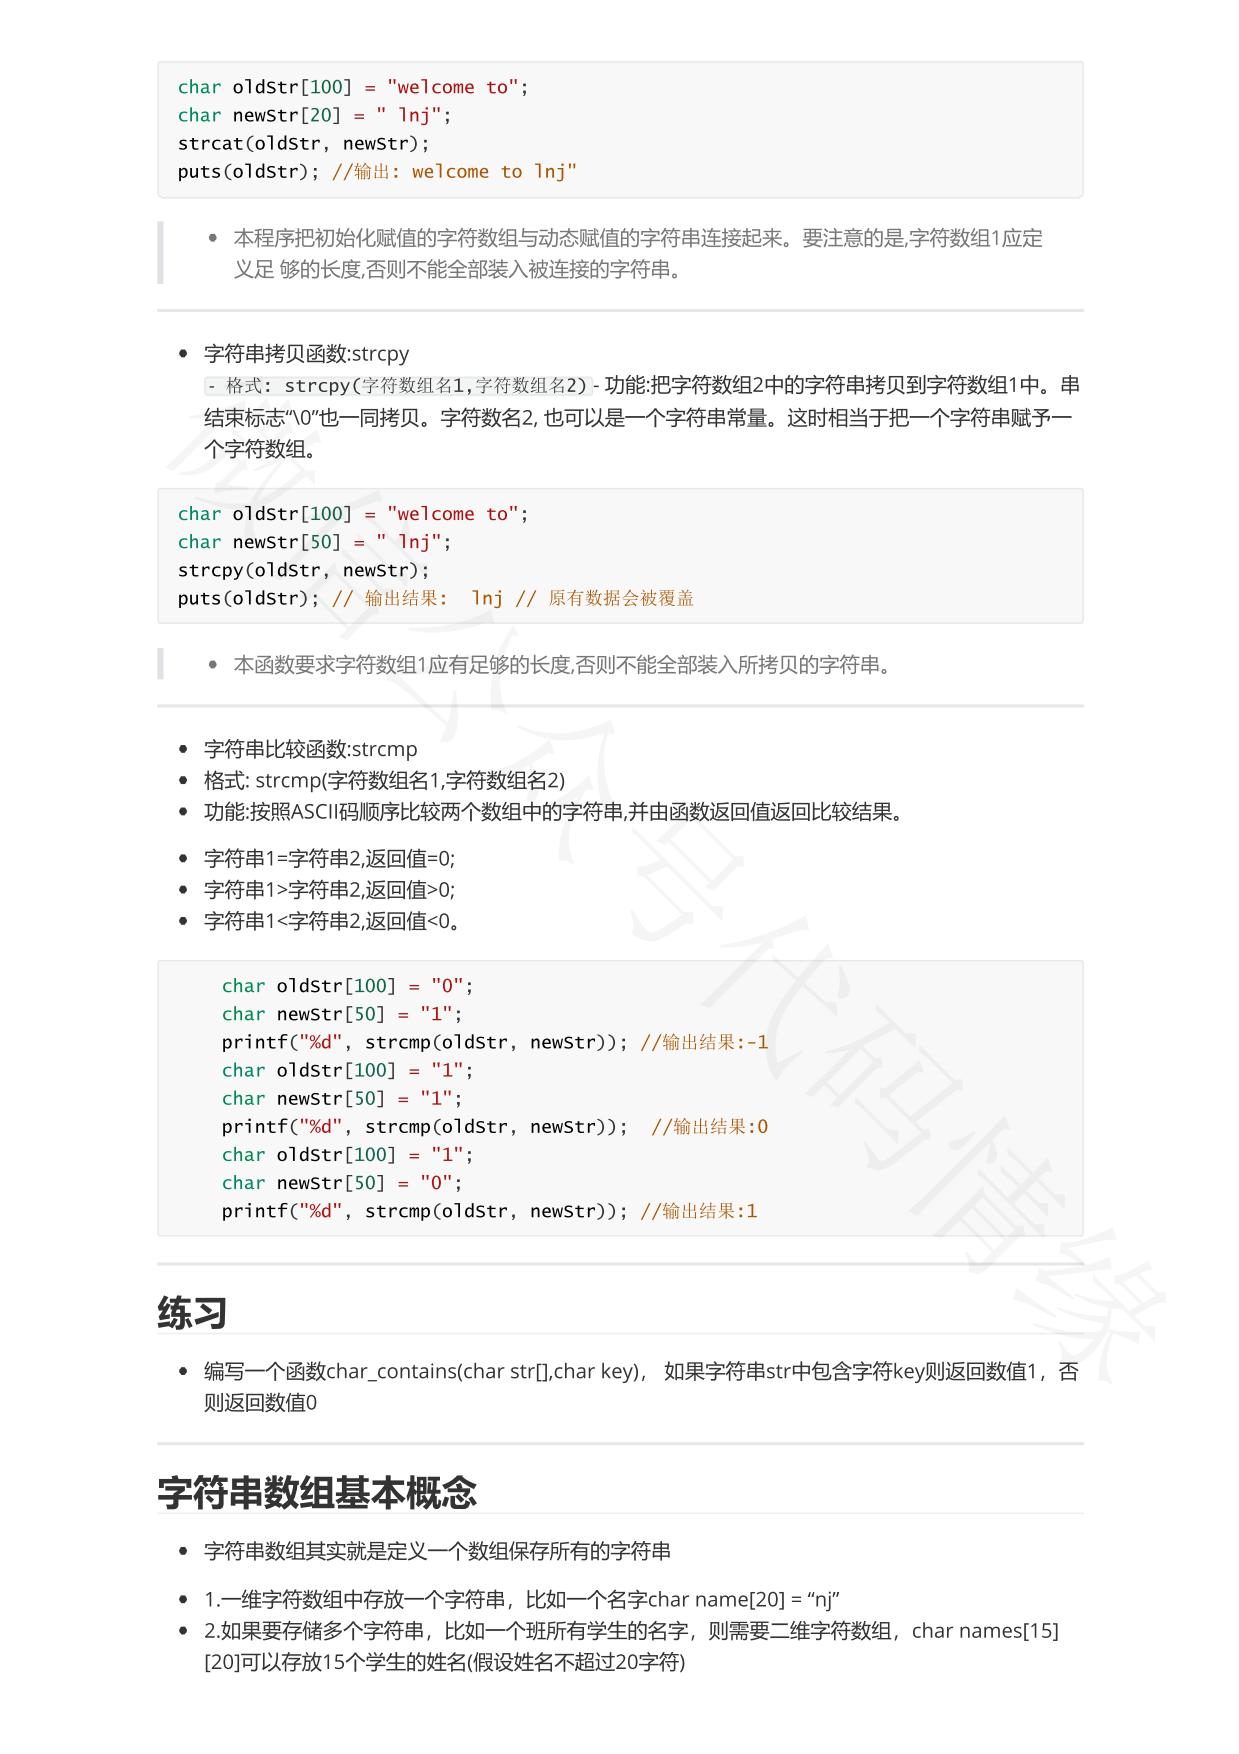 char oldStr[100] = "welcome to";
char newStr[20] = " lnj";
strcat(oldStr, newStr);
puts(oldStr); //输出: welcome to lnj"
• 本程序把初始化赋值的字符数组与动态赋值的字符串连接起来。要注意的是,字符数组1应定
义足 够的长度,否则不能全部装入被连接的字符串。
• 字符串拷贝函数:strcpy
- 格式: strcpy(字符数组名1,字符数组名2) - 功能:把字符数组2中的字符串拷贝到字符数组1中。串
结束标志“\0”也一同拷贝。字符数名2, 也可以是一个字符串常量。这时相当于把一个字符串赋予一
个字符数组。
char oldStr[100] = "welcome to";
char newStr[50] = " lnj";
strcpy(oldStr, newStr);
puts(oldStr); // 输出结果:  lnj // 原有数据会被覆盖
• 本函数要求字符数组1应有足够的长度,否则不能全部装入所拷贝的字符串。
• 字符串比较函数:strcmp
• 格式: strcmp(字符数组名1,字符数组名2)
• 功能:按照ASCII码顺序比较两个数组中的字符串,并由函数返回值返回比较结果。
• 字符串1=字符串2,返回值=0;
• 字符串1>字符串2,返回值>0;
• 字符串1<字符串2,返回值<0。
char oldStr[100] = "0";
char newStr[50] = "1";
printf("%d", strcmp(oldStr, newStr)); //输出结果:-1
char oldStr[100] = "1";
char newStr[50] = "1";
printf("%d", strcmp(oldStr, newStr));  //输出结果:0
char oldStr[100] = "1";
char newStr[50] = "0";
printf("%d", strcmp(oldStr, newStr)); //输出结果:1
练习
• 编写一个函数char_contains(char str[],char key)， 如果字符串str中包含字符key则返回数值1，否
则返回数值0
字符串数组基本概念
• 字符串数组其实就是定义一个数组保存所有的字符串
• 1.一维字符数组中存放一个字符串，比如一个名字char name[20] = “nj”
• 2.如果要存储多个字符串，比如一个班所有学生的名字，则需要二维字符数组，char names[15]
[20]可以存放15个学生的姓名(假设姓名不超过20字符)
微信公众号代码情缘